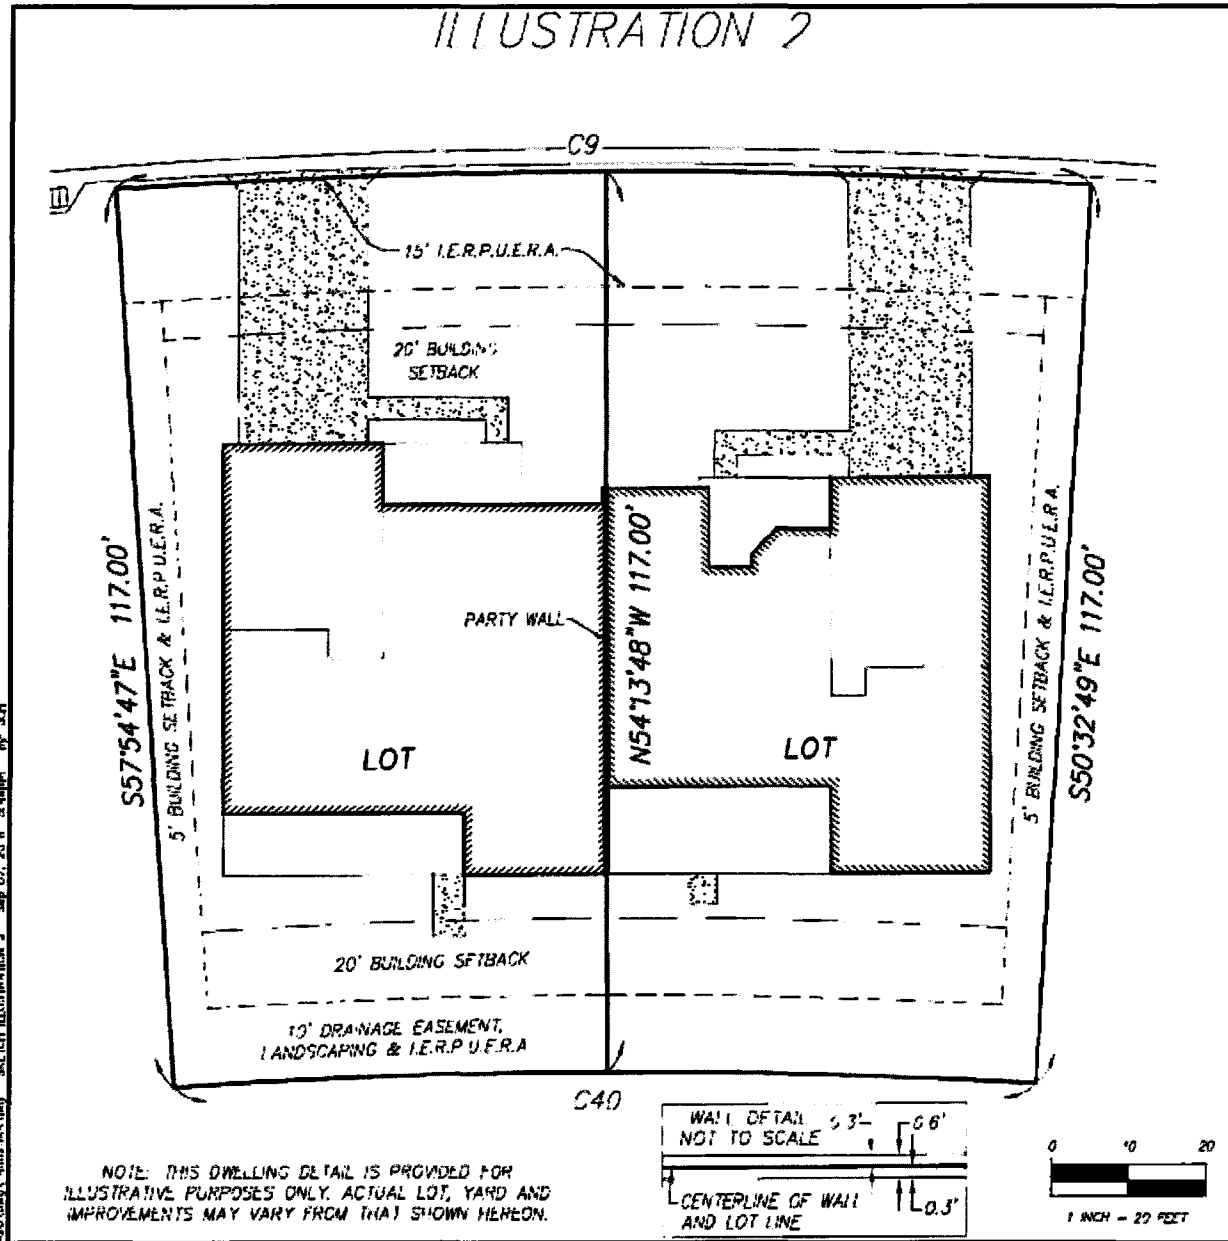 ILLUSTRATION 2
C9
15' I.E.R.P.U.E.R.A.
20' BUILDING
SETBACK
S57°54'47"E 117.00'
5' BUILDING SETBACK & I.E.R.P.U.E.R.A.
PARTY WALL
N54°13'48"W 117.00'
5' BUILDING SETBACK & I.E.R.P.U.E.R.A.
S50°32'49"E 117.00'
LOT
LOT
20' BUILDING SETBACK
10' DRAINAGE EASEMENT,
LANDSCAPING & I.E.R.P.U.E.R.A
C40
WALL DETAIL
NOT TO SCALE
0.3'
0.6'
CENTERLINE OF WALL
AND LOT LINE
0.3'
0 10 20
1 INCH = 20 FEET
NOTE: THIS DWELLING DETAIL IS PROVIDED FOR
ILLUSTRATIVE PURPOSES ONLY. ACTUAL LOT, YARD AND
IMPROVEMENTS MAY VARY FROM THAT SHOWN HEREON.